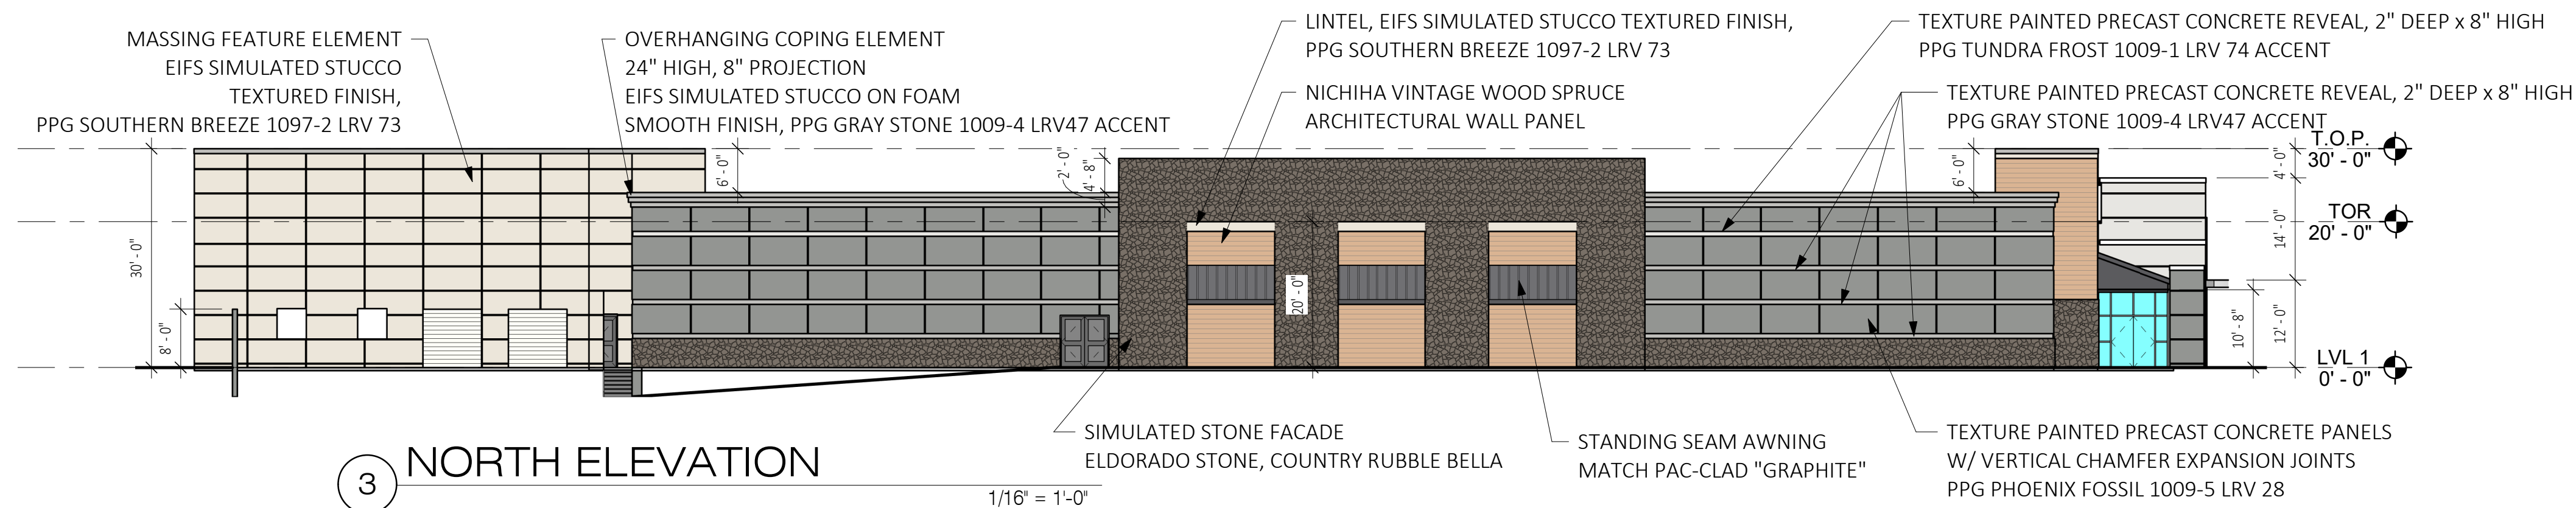 MASSING FEATURE ELEMENT
EIFS SIMULATED STUCCO
TEXTURED FINISH,
PPG SOUTHERN BREEZE 1097-2 LRV 73
OVERHANGING COPING ELEMENT
24" HIGH, 8" PROJECTION
EIFS SIMULATED STUCCO ON FOAM
SMOOTH FINISH, PPG GRAY STONE 1009-4 LRV47 ACCENT
LINTEL, EIFS SIMULATED STUCCO TEXTURED FINISH,
PPG SOUTHERN BREEZE 1097-2 LRV 73
NICHIHA VINTAGE WOOD SPRUCE
ARCHITECTURAL WALL PANEL
TEXTURE PAINTED PRECAST CONCRETE REVEAL, 2" DEEP x 8" HIGH
PPG TUNDRA FROST 1009-1 LRV 74 ACCENT
TEXTURE PAINTED PRECAST CONCRETE REVEAL, 2" DEEP x 8" HIGH
PPG GRAY STONE 1009-4 LRV47 ACCENT
T.O.P.
30' - 0"
TOR
20' - 0"
LVL 1
0' - 0"
30' - 0"
8' - 0"
6' - 0"
2' - 0"
4' - 8"
20' - 0"
6' - 0"
4' - 0"
14' - 0"
10' - 8"
12' - 0"
SIMULATED STONE FACADE
ELDORADO STONE, COUNTRY RUBBLE BELLA
STANDING SEAM AWNING
MATCH PAC-CLAD "GRAPHITE"
TEXTURE PAINTED PRECAST CONCRETE PANELS
W/ VERTICAL CHAMFER EXPANSION JOINTS
PPG PHOENIX FOSSIL 1009-5 LRV 28
3 NORTH ELEVATION
1/16" = 1'-0"